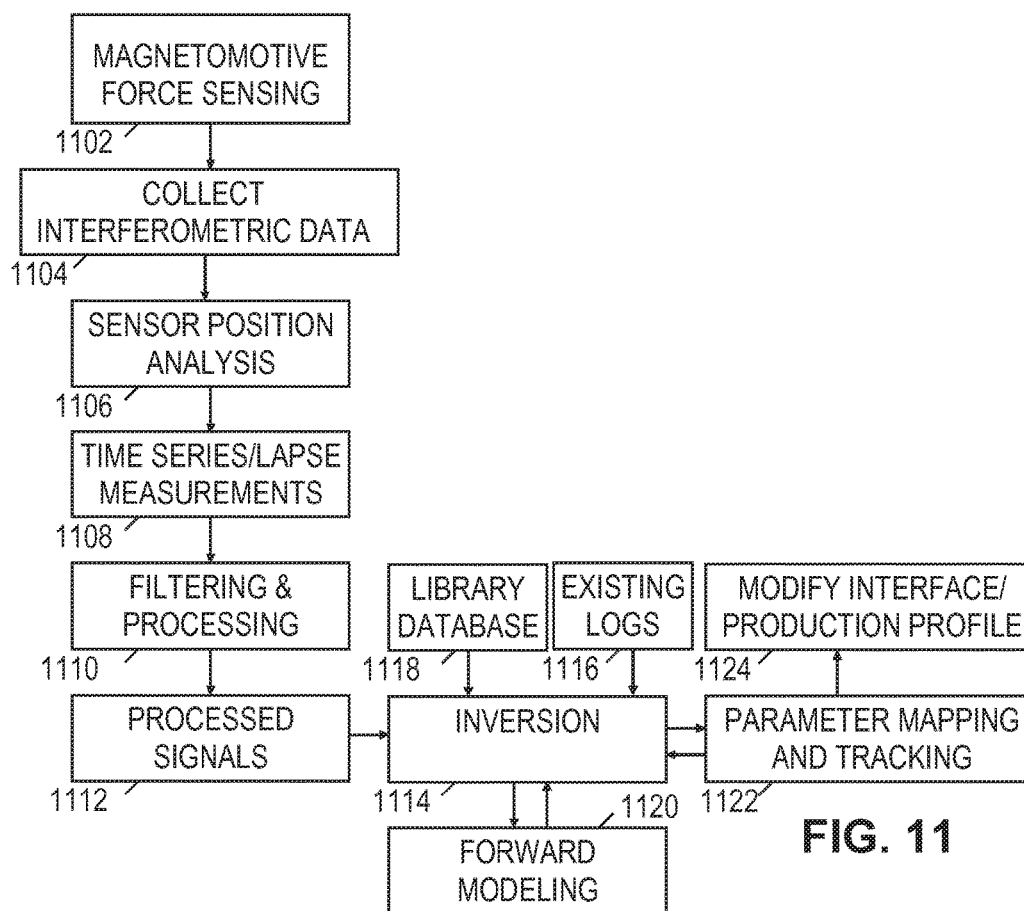 MAGNETOMOTIVE
FORCE SENSING
1102
COLLECT
INTERFEROMETRIC DATA
1104
SENSOR POSITION
ANALYSIS
1106
TIME SERIES/LAPSE
MEASUREMENTS
1108
FILTERING &
PROCESSING
1110
LIBRARY
DATABASE
1118
EXISTING
LOGS
1116
MODIFY INTERFACE/
PRODUCTION PROFILE
1124
PROCESSED
SIGNALS
1112
INVERSION
1114
PARAMETER MAPPING
AND TRACKING
1122
1120
FORWARD
MODELING
FIG. 11